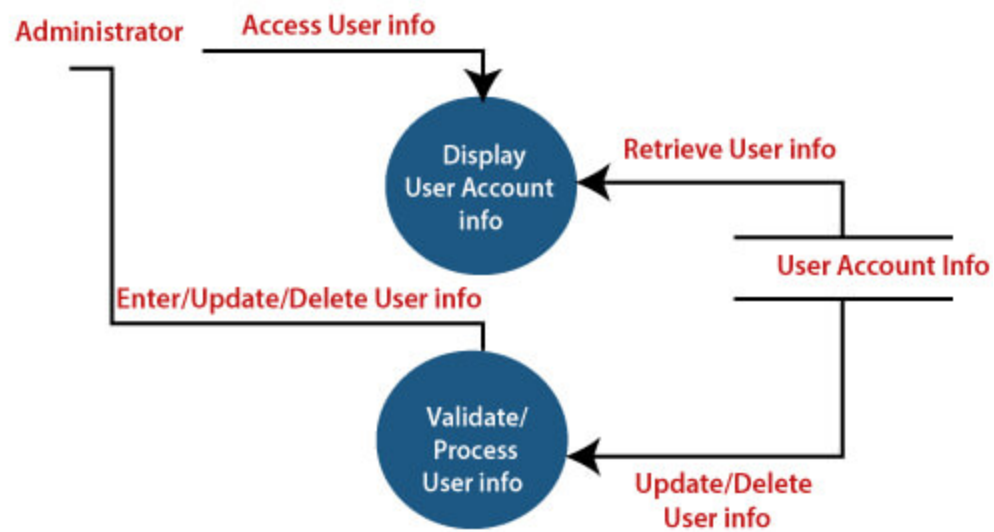 Administrator
Access User info
Display
User Account
info
Retrieve User info
User Account Info
Enter/Update/Delete User info
Validate/
Process
User info
Update/Delete
User info